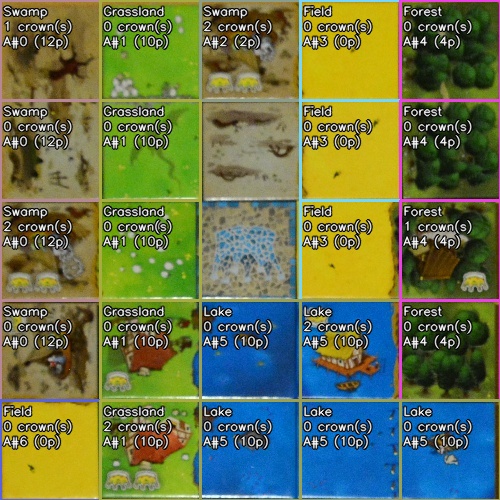 Swamp
1 crown(s)
A#0 (12p)
Grassland
0 crown(s)
A#1 (10p)
Swamp
2 crown(s)
A#2 (2p)
Field
0 crown(s)
A#3 (0p)
Forest
0 crown(s)
A#4 (4p)
Swamp
0 crown(s)
A#0 (12p)
Grassland
0 crown(s)
A#1 (10p)
Field
0 crown(s)
A#3 (0p)
Forest
0 crown(s)
A#4 (4p)
Swamp
2 crown(s)
A#0 (12p)
Grassland
0 crown(s)
A#1 (10p)
Field
0 crown(s)
A#3 (0p)
Forest
1 crown(s)
A#4 (4p)
Swamp
0 crown(s)
A#0 (12p)
Grassland
1 crown(s)
A#1 (10p)
Lake
0 crown(s)
A#5 (10p)
Lake
2 crown(s)
A#5 (10p)
Forest
0 crown(s)
A#4 (4p)
Field
0 crown(s)
A#6 (0p)
Grassland
2 crown(s)
A#1 (10p)
Lake
0 crown(s)
A#5 (10p)
Lake
0 crown(s)
A#5 (10p)
Lake
0 crown(s)
A#5 (10p)